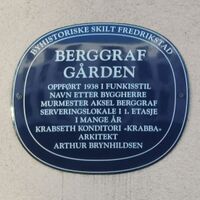 BYHISTORISKE SKILT FREDRIKSTAD
BERGGRAF
GÅRDEN
OPPFØRT 1938 I FUNKISSTIL
NAVN ETTER BYGGHERRE
MURMESTER AKSEL BERGGRAF
SERVERINGSLOKALE I 1. ETASJE
I MANGE ÅR
KRABSETH KONDITORI «KRABBA»
ARKITEKT
ARTHUR BRYNHILDSEN